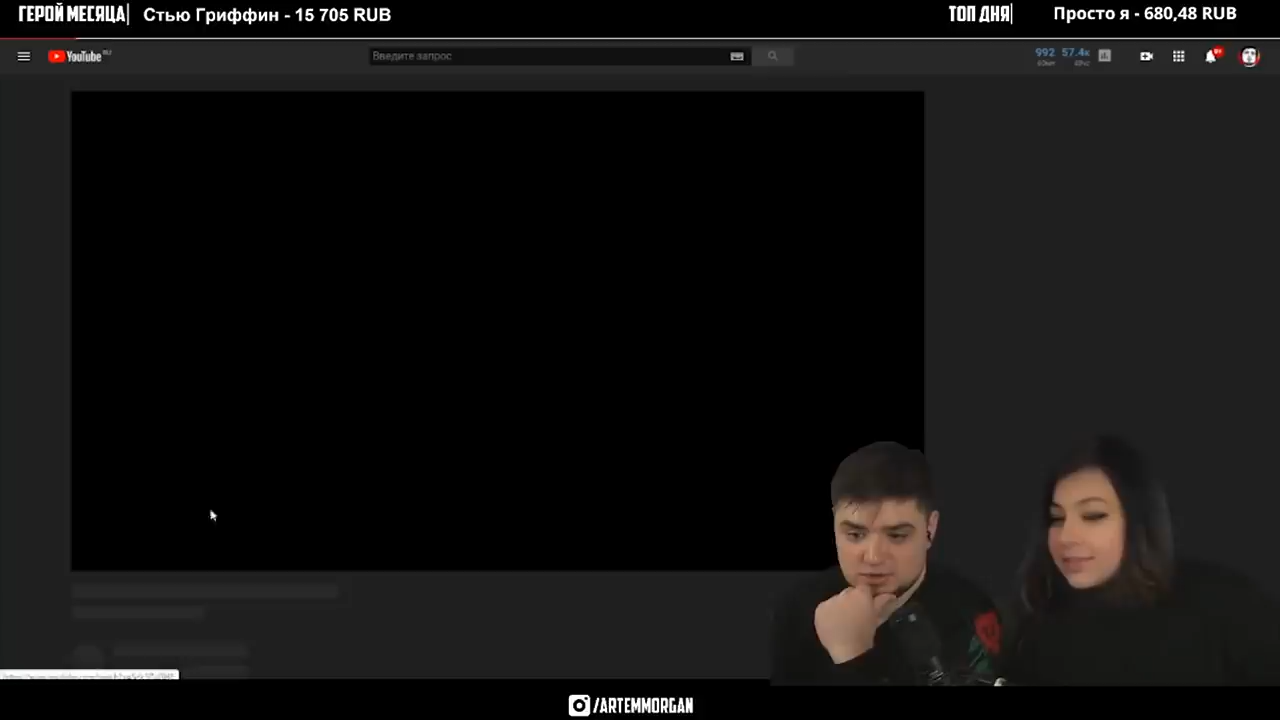 ГЕРОЙ МЕСЯЦА| Стью Гриффин - 15 705 RUB
ТОП ДНЯ| Просто я - 680,48 RUB
YouTube RU
Введите запрос
992 57.4к
/ARTEMMORGAN